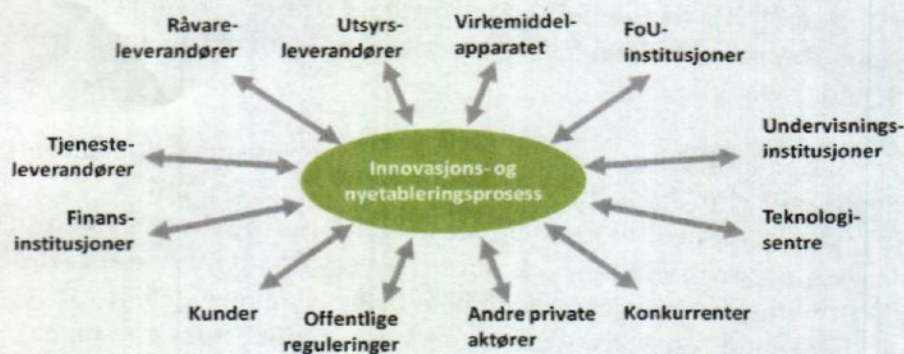 Råvare-
leverandører
Utsyrs-
leverandører
Virkemiddel-
apparatet
FoU-
institusjoner
Tjeneste-
leverandører
Innovasjons- og
nyetableringsprosess
Undervisnings-
institusjoner
Finans-
institusjoner
Teknologi-
sentre
Kunder
Offentlige
reguleringer
Andre private
aktører
Konkurrenter